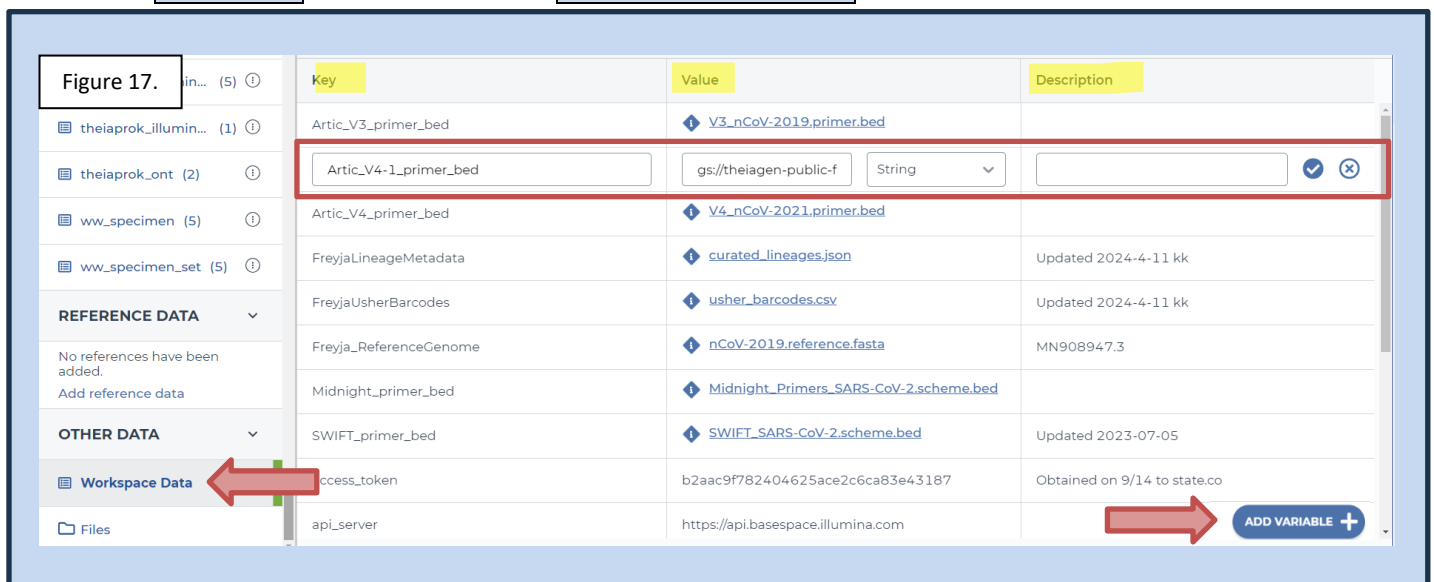 Figure 17.
in... (5)
Key Value Description
theiaprok_illumin... (1)
Artic_V3_primer_bed V3_nCoV-2019.primer.bed
theiaprok_ont (2)
Artic_V4-1_primer_bed gs://theiagen-public-f String
ww_specimen (5)
Artic_V4_primer_bed V4_nCoV-2021.primer.bed
ww_specimen_set (5)
FreyjaLineageMetadata curated_lineages.json Updated 2024-4-11 kk
REFERENCE DATA
FreyjaUsherBarcodes usher_barcodes.csv Updated 2024-4-11 kk
No references have been
added.
Add reference data
Freyja_ReferenceGenome nCoV-2019.reference.fasta MN908947.3
Midnight_primer_bed Midnight_Primers_SARS-CoV-2.scheme.bed
OTHER DATA
SWIFT_primer_bed SWIFT_SARS-CoV-2.scheme.bed Updated 2023-07-05
Workspace Data
ccess_token b2aac9f782404625ace2c6ca83e43187 Obtained on 9/14 to state.co
Files
api_server https://api.basespace.illumina.com
ADD VARIABLE +